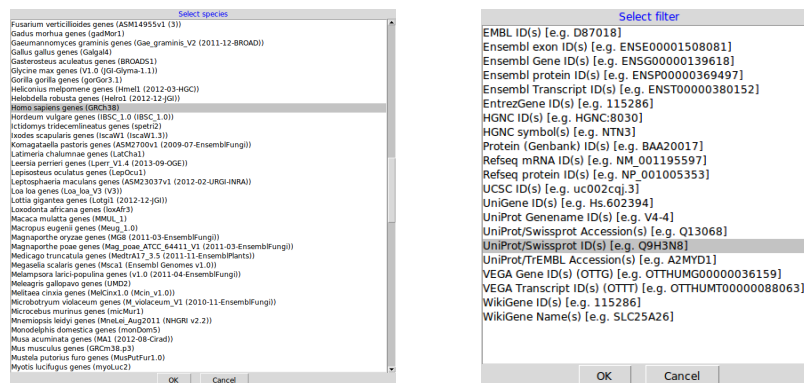 Select species
Fusarium verticillioides genes (ASM14955v1 (3))
Gadus morhua genes (gadMor1)
Gaeumannomyces graminis genes (Gae_graminis_V2 (2011-12-BROAD))
Gallus gallus genes (Galgal4)
Gasterosteus aculeatus genes (BROADS1)
Glycine max genes (V1.0 (JGI-Glyma-1.1))
Gorilla gorilla genes (gorGor3.1)
Heliconius melpomene genes (Hmel1 (2012-03-HGC))
Helobdella robusta genes (Helro1 (2012-12-JGI))
Homo sapiens genes (GRCh38)
Hordeum vulgare genes (IBSC_1.0 (IBSC_1.0))
Ictidomys tridecemlineatus genes (spetri2)
Ixodes scapularis genes (IscaW1 (IscaW1.3))
Komagataella pastoris genes (ASM2700v1 (2009-07-EnsemblFungi))
Latimeria chalumnae genes (LatCha1)
Leersia perrieri genes (Lperr_V1.4 (2013-09-OGE))
Lepisosteus oculatus genes (LepOcu1)
Leptosphaeria maculans genes (ASM23037v1 (2012-02-URGI-INRA))
Loa loa genes (Loa_loa_V3 (V3))
Lottia gigantea genes (Lotgi1 (2012-12-JGI))
Loxodonta africana genes (loxAfr3)
Macaca mulatta genes (MMUL_1)
Macropus eugenii genes (Meug_1.0)
Magnaporthe oryzae genes (MG8 (2011-03-EnsemblFungi))
Magnaporthe poae genes (Mag_poae_ATCC_64411_V1 (2011-03-EnsemblFungi))
Medicago truncatula genes (MedtrA17_3.5 (2011-11-EnsemblPlants))
Megaselia scalaris genes (Msca1 (Ensembl Genomes v1.0))
Melampsora larici-populina genes (v1.0 (2011-04-EnsemblFungi))
Meleagris gallopavo genes (UMD2)
Melitaea cinxia genes (MelCinx1.0 (Mcin_v1.0))
Microbotryum violaceum genes (M_violaceum_V1 (2010-11-EnsemblFungi))
Microcebus murinus genes (micMur1)
Mnemiopsis leidyi genes (MneLei_Aug2011 (NHGRI v2.2))
Monodelphis domestica genes (monDom5)
Musa acuminata genes (MA1 (2012-08-Cirad))
Mus musculus genes (GRCm38.p3)
Mustela putorius furo genes (MusPutFur1.0)
Myotis lucifugus genes (myoLuc2)
OK Cancel
Select filter
EMBL ID(s) [e.g. D87018]
Ensembl exon ID(s) [e.g. ENSE00001508081]
Ensembl Gene ID(s) [e.g. ENSG00000139618]
Ensembl protein ID(s) [e.g. ENSP00000369497]
Ensembl Transcript ID(s) [e.g. ENST00000380152]
EntrezGene ID(s) [e.g. 115286]
HGNC ID(s) [e.g. HGNC:8030]
HGNC symbol(s) [e.g. NTN3]
Protein (Genbank) ID(s) [e.g. BAA20017]
Refseq mRNA ID(s) [e.g. NM_001195597]
Refseq protein ID(s) [e.g. NP_001005353]
UCSC ID(s) [e.g. uc002cqj.3]
UniGene ID(s) [e.g. Hs.602394]
UniProt Genename ID(s) [e.g. V4-4]
UniProt/Swissprot Accession(s) [e.g. Q13068]
UniProt/Swissprot ID(s) [e.g. Q9H3N8]
UniProt/TrEMBL Accession(s) [e.g. A2MYD1]
VEGA Gene ID(s) (OTTG) [e.g. OTTHUMG00000036159]
VEGA Transcript ID(s) (OTTT) [e.g. OTTHUMT00000088063]
WikiGene ID(s) [e.g. 115286]
WikiGene Name(s) [e.g. SLC25A26]
OK Cancel